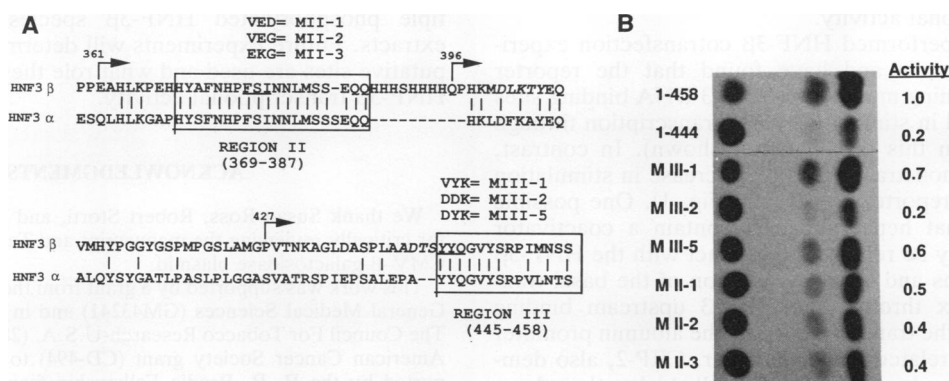 A
VED= MII-1
VEG= MII-2
361
396
HNF3 β PPEAHLKPEHHYAFNHPFSINNLMSS-EQQHHHSHHHHQPHKMDLKTYEQ
HNF3 α ESQLHLKGAPHYSFNHPFSINNLMSSSEQQ----------HKLDFKAYEQ
REGION II
(369-387)
VYK= MIII-1
DDK= MIII-2
DYK= MIII-5
427
HNF3 β VMHYPGGYGSPMPGSLAMGPVTNKAGLDASPLAADTSYYQGVYSRPIMNSS
HNF3 α ALQYSYGATLPASLPLGGASVATRSPIEPSALEPA-YYQGVYSRPVLNTS
REGION III
(445-458)
B
Activity
1-458 1.0
1-444 0.2
M III-1 0.7
M III-2 0.2
M III-5 0.6
M II-1 0.5
M II-2 0.4
M II-3 0.4